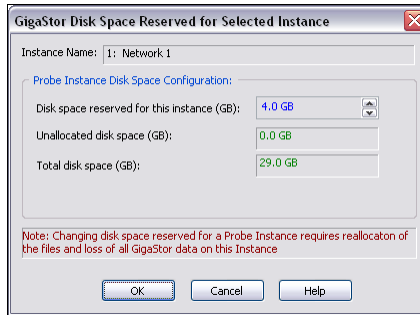 GigaStor Disk Space Reserved for Selected Instance
Instance Name: 1: Network 1
Probe Instance Disk Space Configuration:
Disk space reserved for this instance (GB): 4.0 GB
Unallocated disk space (GB): 0.0 GB
Total disk space (GB): 29.0 GB
Note: Changing disk space reserved for a Probe Instance requires reallocaton of
the files and loss of all GigaStor data on this Instance
OK Cancel Help